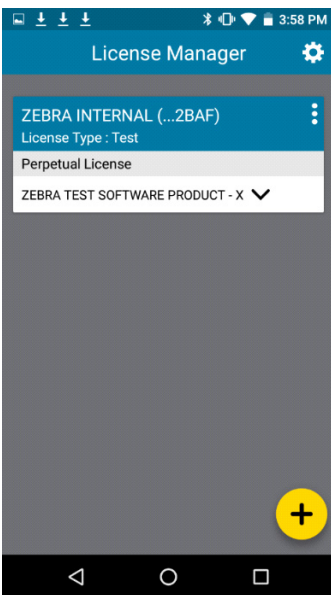 3:58 PM
License Manager
ZEBRA INTERNAL (...2BAF)
License Type : Test
Perpetual License
ZEBRA TEST SOFTWARE PRODUCT - X